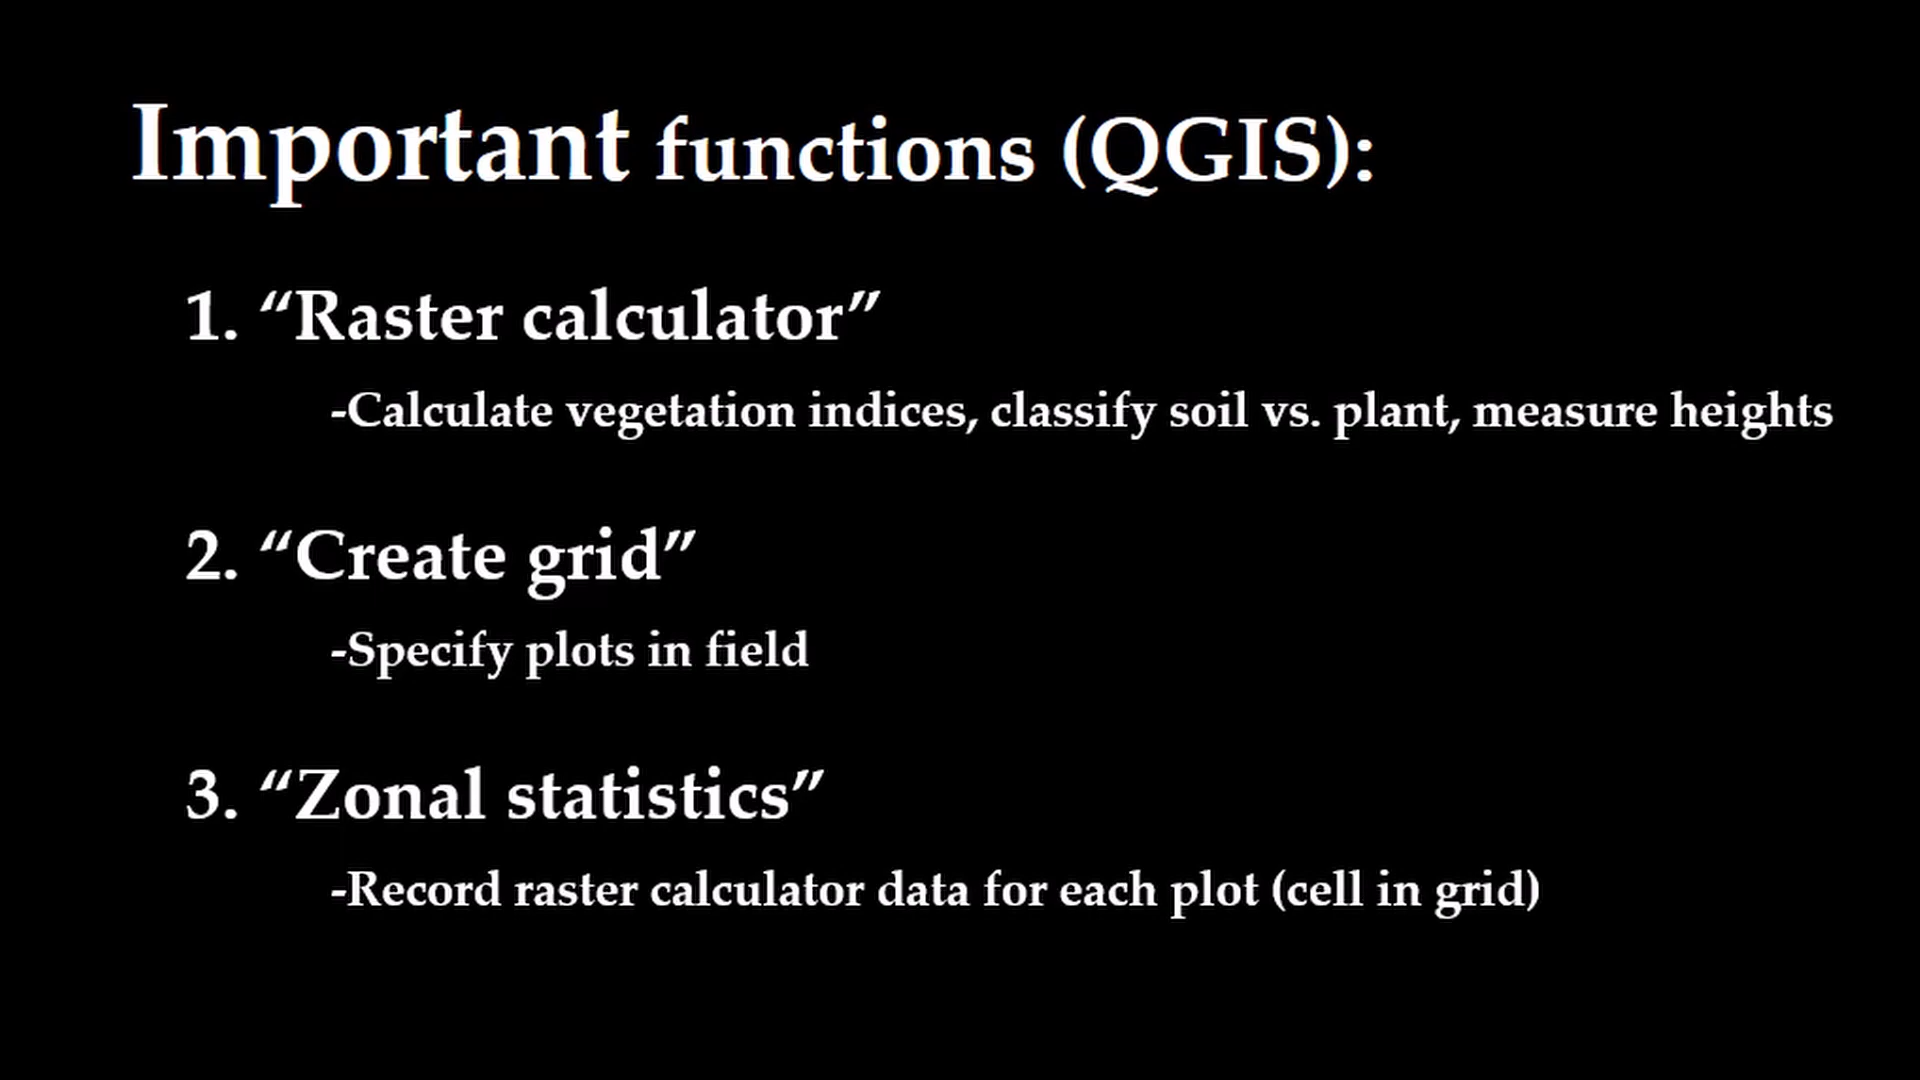 Important functions (QGIS):
1. “Raster calculator”
-Calculate vegetation indices, classify soil vs. plant, measure heights
2. “Create grid”
-Specify plots in field
3. “Zonal statistics”
-Record raster calculator data for each plot (cell in grid)